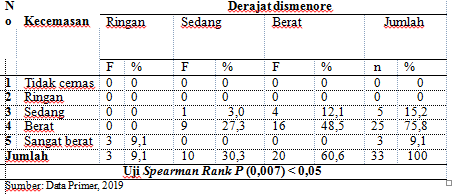 No Kecemasan Derajat dismenore
Ringan Sedang Berat Jumlah
F % F % F % n %
1 Tidak cemas 0 0 0 0 0 0 0 0
2 Ringan 0 0 0 0 0 0 0 0
3 Sedang 0 0 1 3,0 4 12,1 5 15,2
4 Berat 0 0 9 27,3 16 48,5 25 75,8
5 Sangat berat 3 9,1 0 0 0 0 3 9,1
Jumlah 3 9,1 10 30,3 20 60,6 33 100
Uji Spearman Rank P (0,007) < 0,05
Sumber: Data Primer, 2019